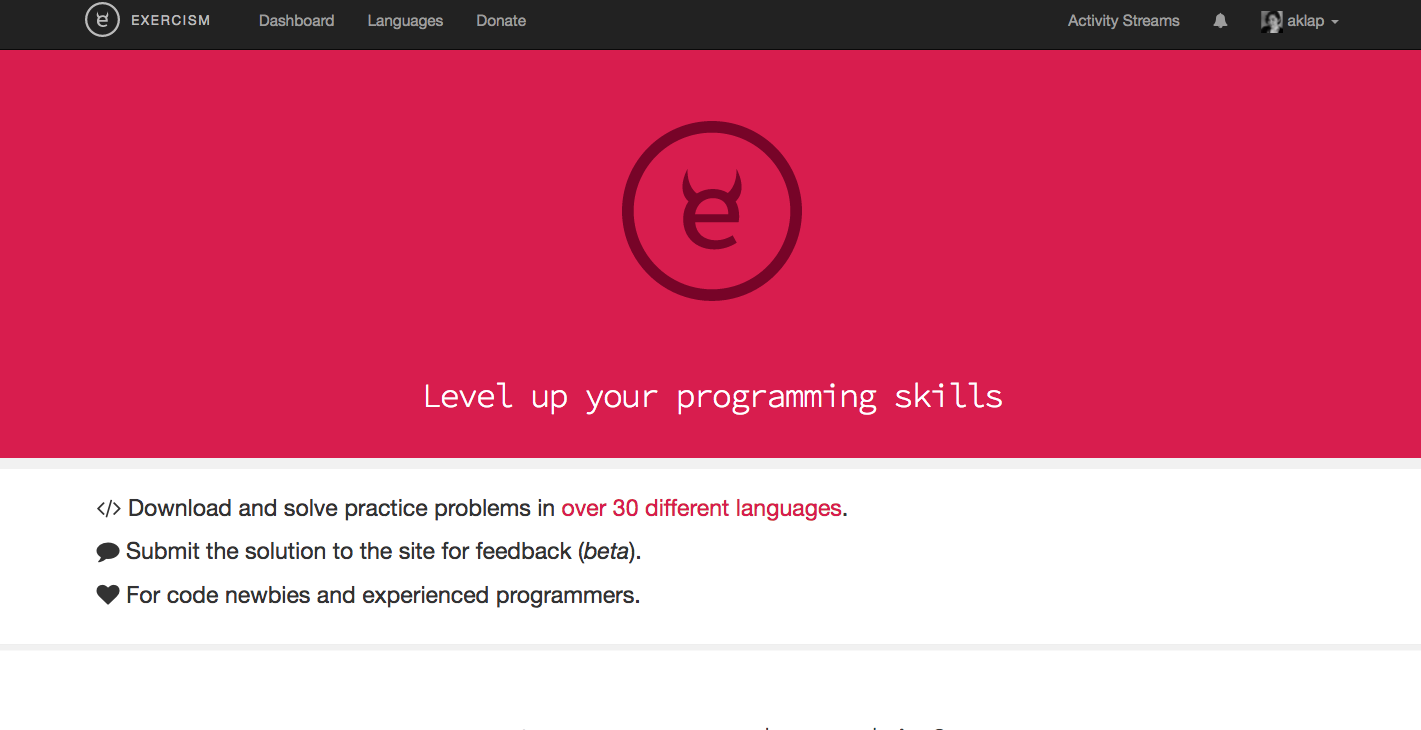 EXERCISM Dashboard Languages Donate Activity Streams aklap
e
Level up your programming skills
</> Download and solve practice problems in over 30 different languages.
Submit the solution to the site for feedback (beta).
For code newbies and experienced programmers.